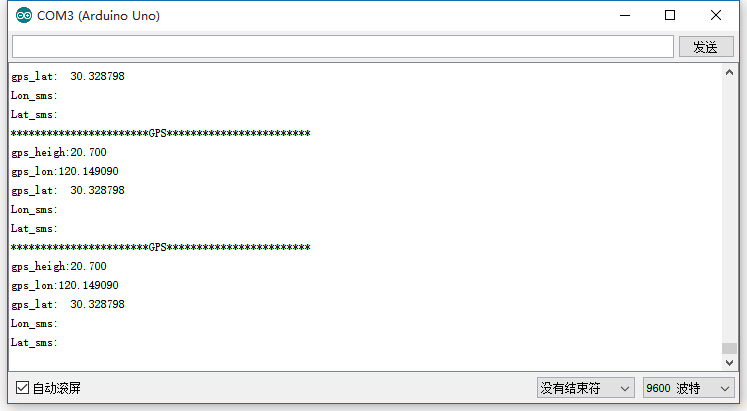 COM3 (Arduino Uno)
发送
gps_lat:  30.328798
Lon_sms:
Lat_sms:
***********************GPS************************
gps_heigh:20.700
gps_lon:120.149090
gps_lat:  30.328798
Lon_sms:
Lat_sms:
***********************GPS************************
gps_heigh:20.700
gps_lon:120.149090
gps_lat:  30.328798
Lon_sms:
Lat_sms:
自动滚屏 没有结束符 9600 波特